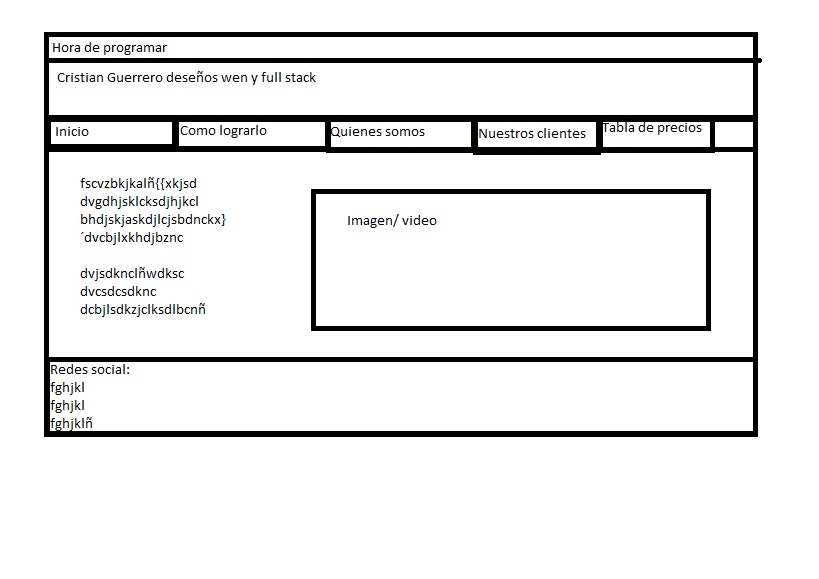 Hora de programar
Cristian Guerrero deseños wen y full stack
Inicio
Como lograrlo
Quienes somos
Nuestros clientes
Tabla de precios
fscvzbkjkalñ{{xkjsd
dvgdhjsklcksdjhjkcl
bhdjskjaskdjlcjsbdnckx}
´dvcbjlxkhdjbznc
dvjsdknclñwdksc
dvcsdcsdknc
dcbjlsdkzjclksdlbcnñ
Imagen/ video
Redes social:
fghjkl
fghjkl
fghjklñ